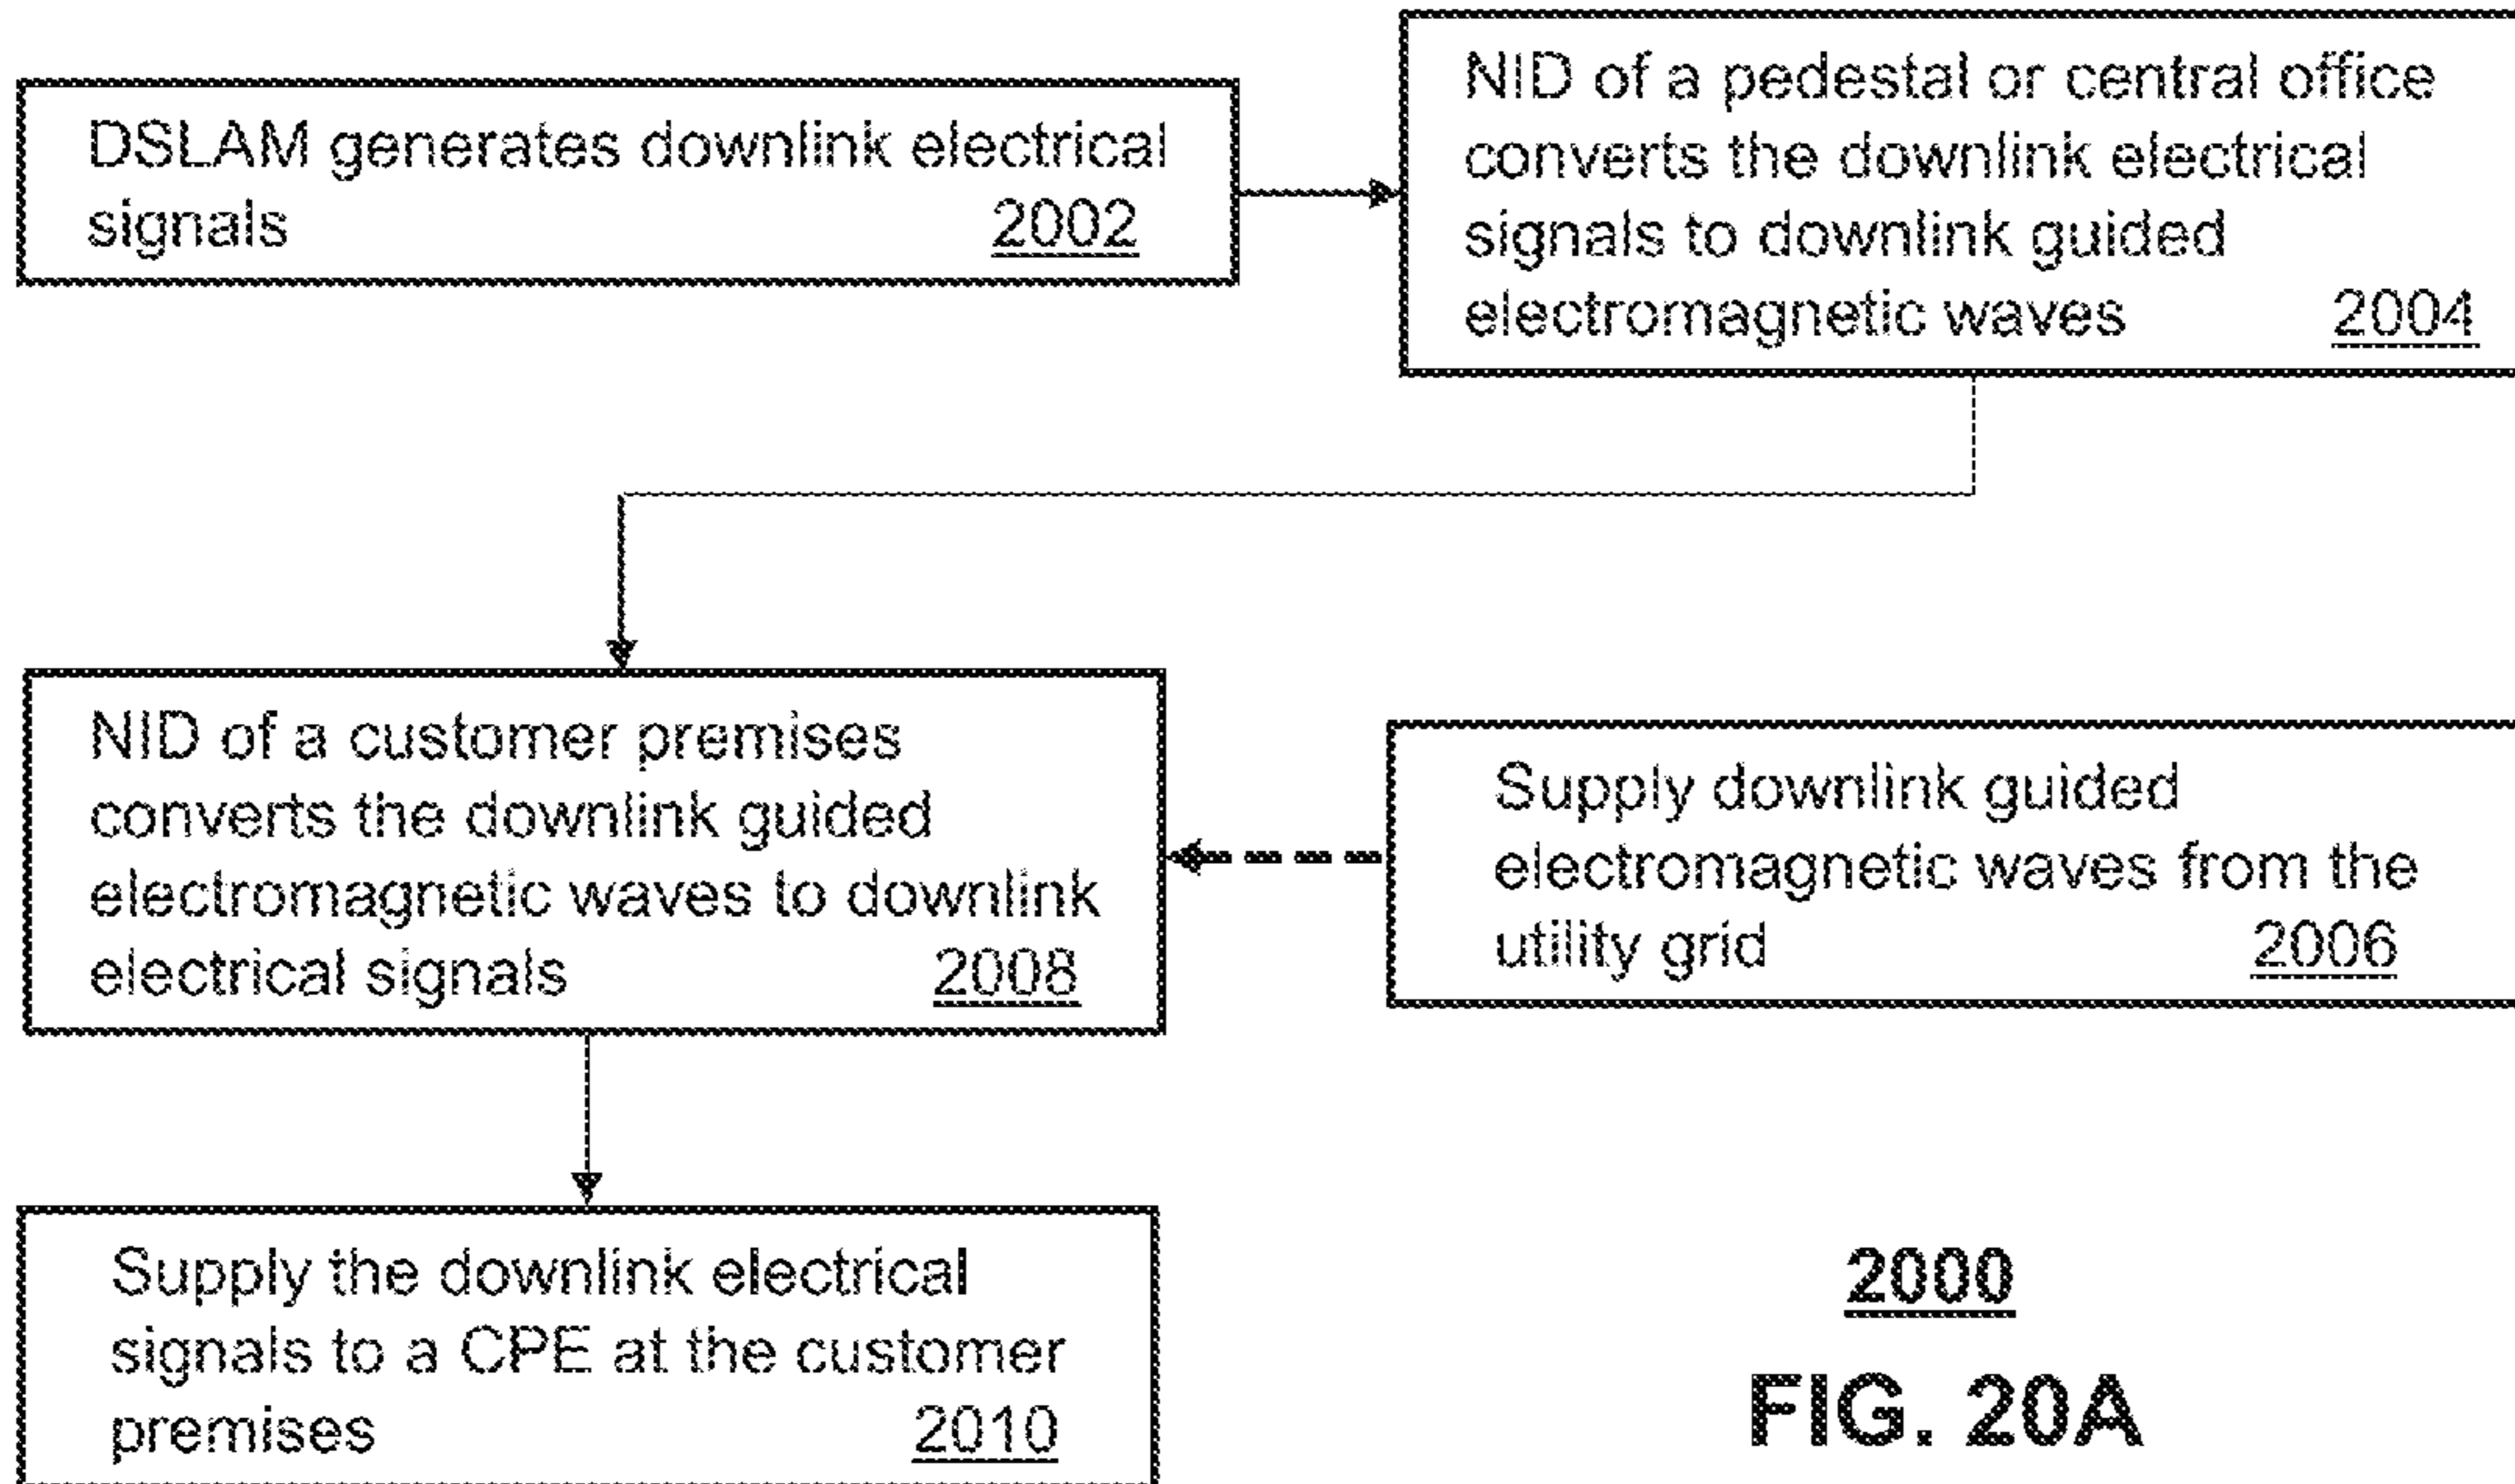 DSLAM generates downlink electrical
signals 2002
NID of a pedestal or central office
converts the downlink electrical
signals to downlink guided
electromagnetic waves 2004
NID of a customer premises
converts the downlink guided
electromagnetic waves to downlink
electrical signals 2008
Supply downlink guided
electromagnetic waves from the
utility grid 2006
Supply the downlink electrical
signals to a CPE at the customer
premises 2010
2000
FIG. 20A